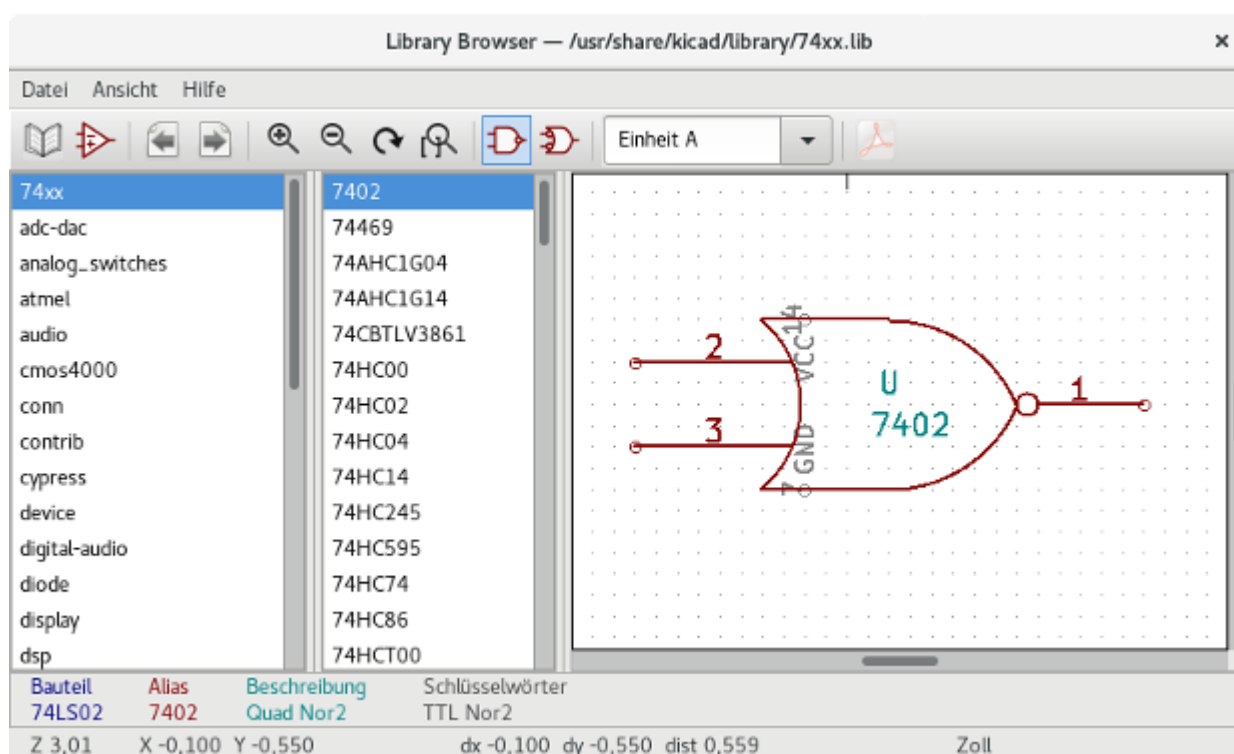 Library Browser — /usr/share/kicad/library/74xx.lib
Datei Ansicht Hilfe
Einheit A
74xx
adc-dac
analog_switches
atmel
audio
cmos4000
conn
contrib
cypress
device
digital-audio
diode
display
dsp
7402
74469
74AHC1G04
74AHC1G14
74CBTLV3861
74HC00
74HC02
74HC04
74HC14
74HC245
74HC595
74HC74
74HC86
74HCT00
14
VCC
2
3
GND
7
U
7402
1
Bauteil Alias Beschreibung Schlüsselwörter
74LS02 7402 Quad Nor2 TTL Nor2
Z 3,01 X -0,100 Y -0,550 dx -0,100 dy -0,550 dist 0,559 Zoll